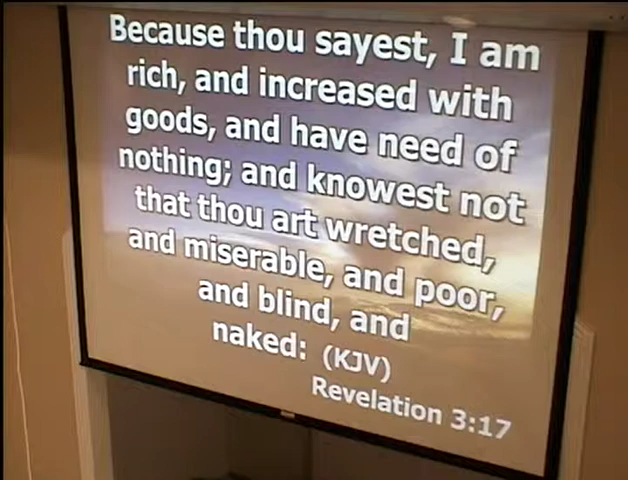 Because thou sayest, I am
rich, and increased with
goods, and have need of
nothing; and knowest not
that thou art wretched,
and miserable, and poor,
and blind, and
naked: (KJV)
Revelation 3:17